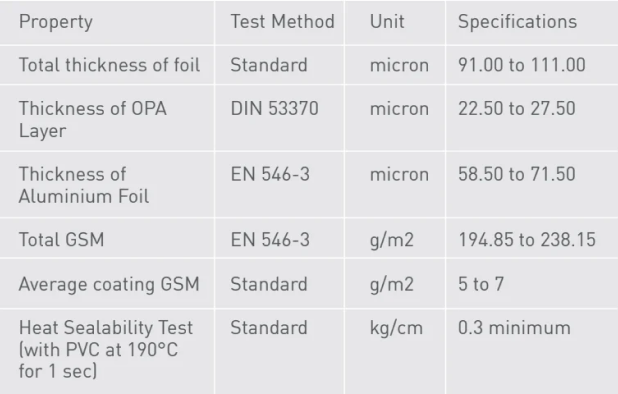 Property Test Method Unit Specifications
Total thickness of foil Standard micron 91.00 to 111.00
Thickness of OPA DIN 53370 micron 22.50 to 27.50
Layer
Thickness of EN 546-3 micron 58.50 to 71.50
Aluminium Foil
Total GSM EN 546-3 g/m2 194.85 to 238.15
Average coating GSM Standard g/m2 5 to 7
Heat Sealability Test Standard kg/cm 0.3 minimum
(with PVC at 190°C
for 1 sec)